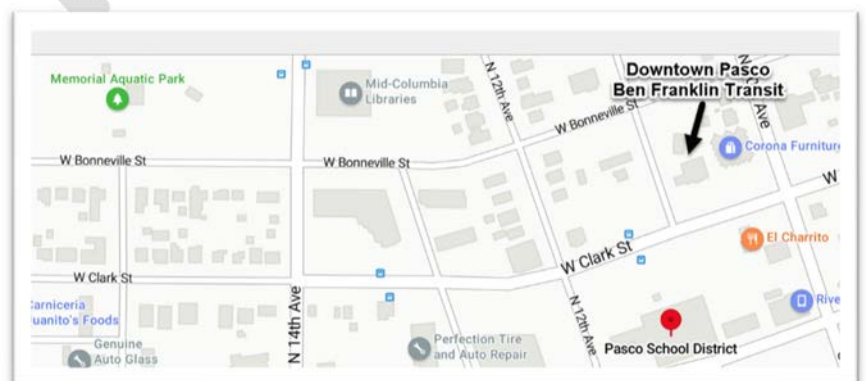 Memorial Aquatic Park
Mid-Columbia
Libraries
N 12th Ave
Downtown Pasco
Ben Franklin Transit
Ave
W Bonneville St
Corona Furniture
W Bonneville St
W Bonneville St
W
W Clark St
El Charrito
W Clark St
N 14th Ave
N 12th Ave
Carniceria
uanito's Foods
Rive
Genuine
Auto Glass
Perfection Tire
and Auto Repair
Pasco School District